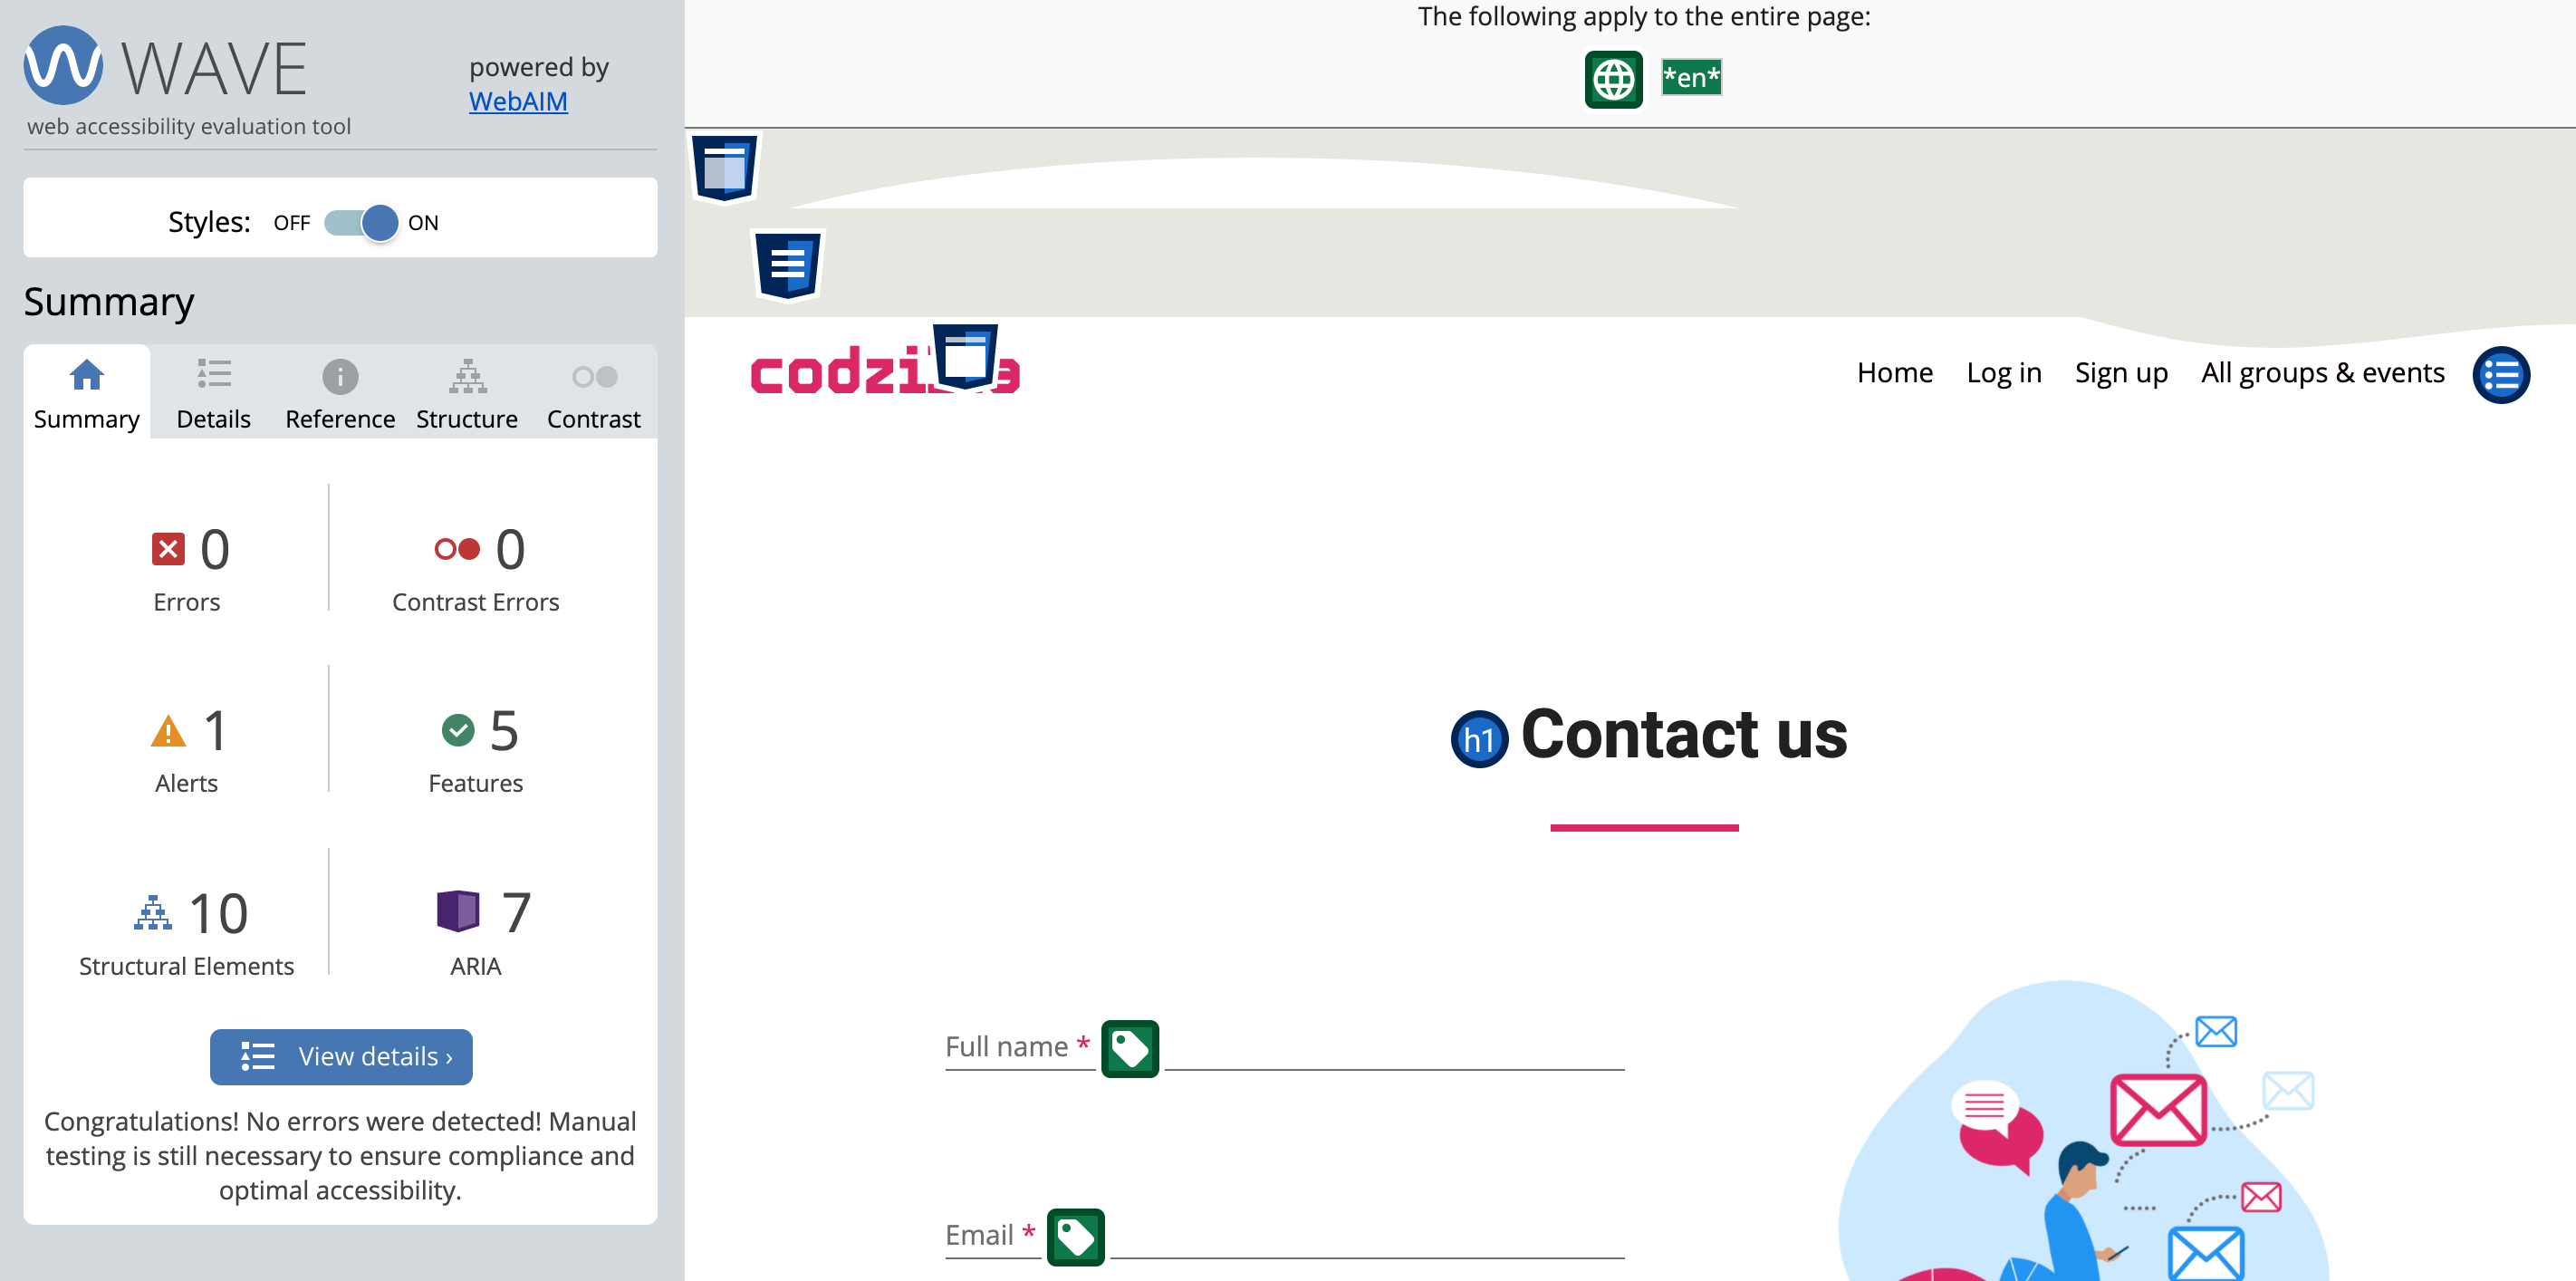 WAVE
web accessibility evaluation tool
powered by
WebAIM
Styles: OFF ON
Summary
Summary Details Reference Structure Contrast
0
Errors
0
Contrast Errors
1
Alerts
5
Features
10
Structural Elements
7
ARIA
View details ›
Congratulations! No errors were detected! Manual
testing is still necessary to ensure compliance and
optimal accessibility.
The following apply to the entire page:
*en*
Home Log in Sign up All groups & events
h1 Contact us
Full name *
Email *